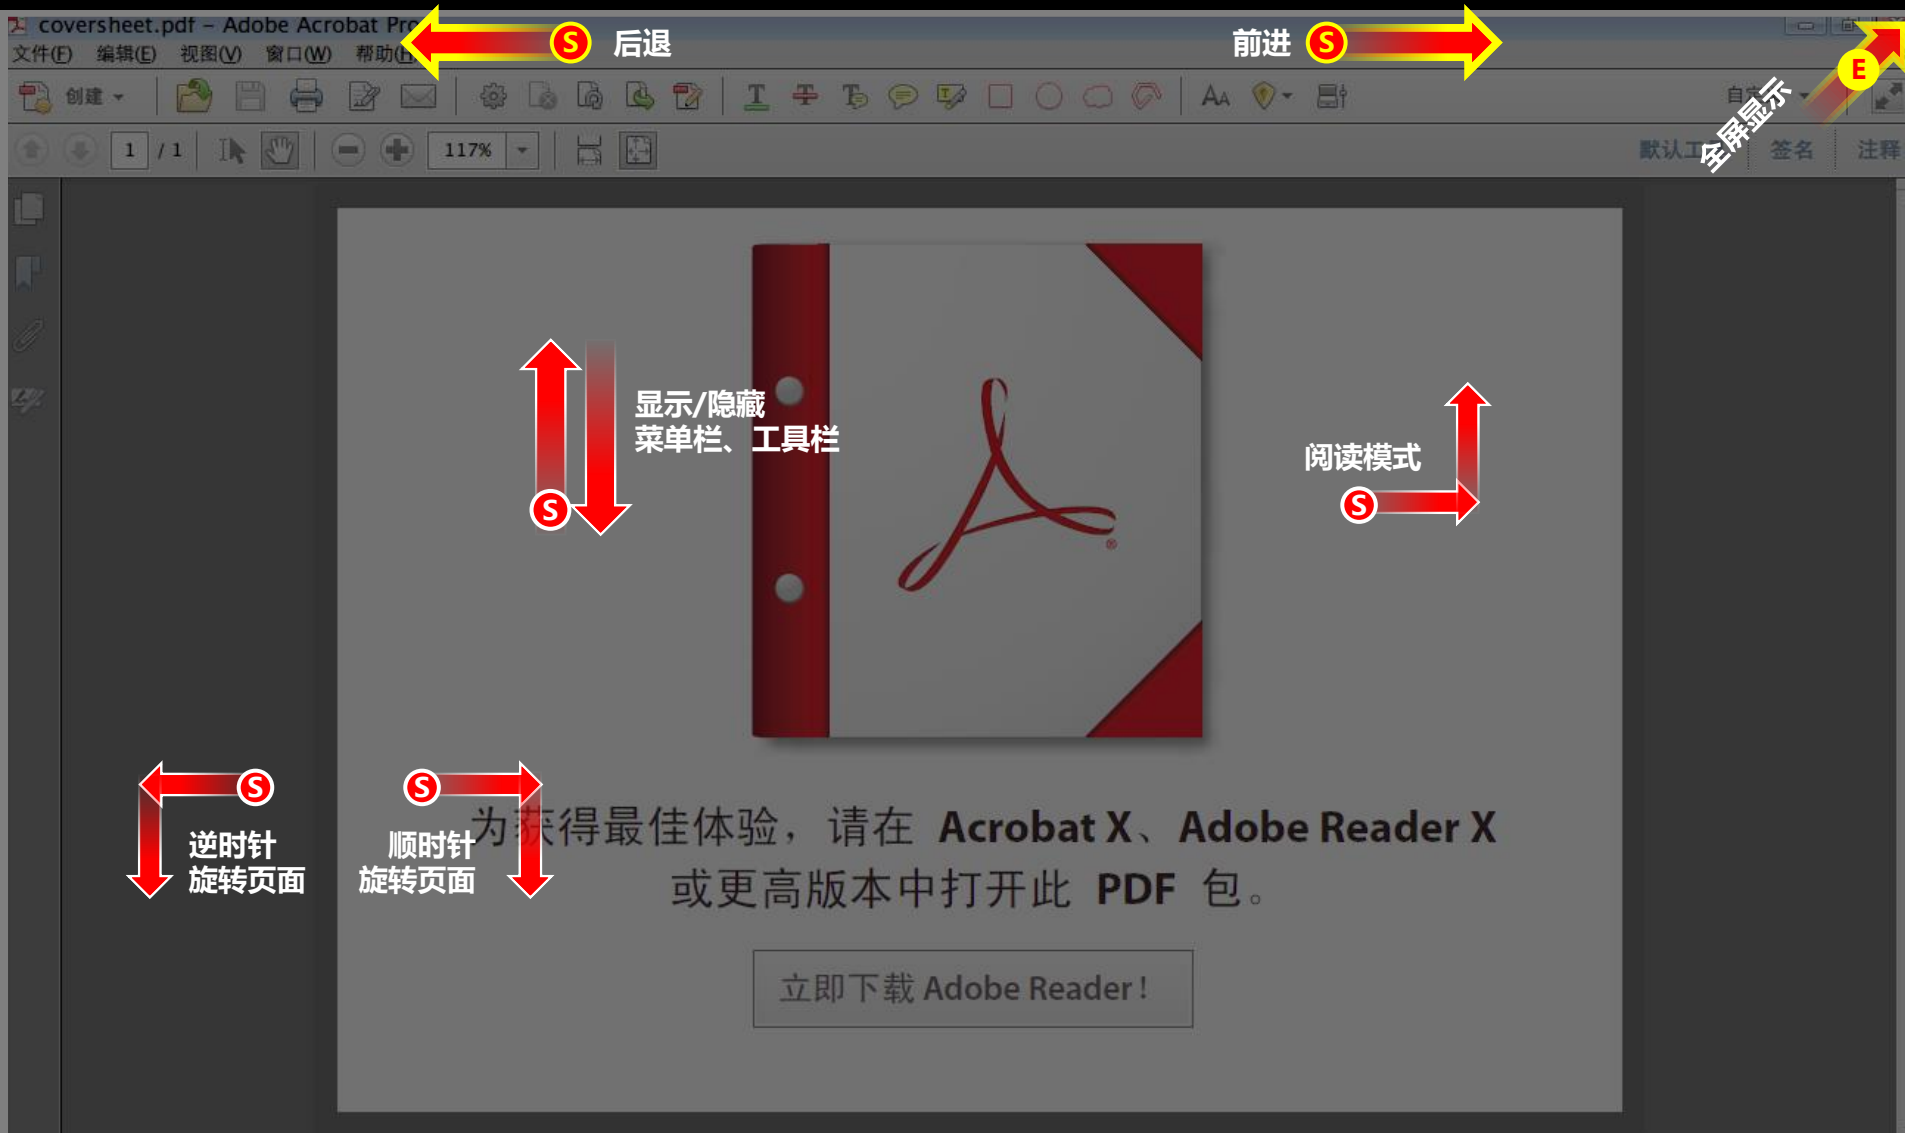 coversheet.pdf - Adobe Acrobat Pro
S 后退
前进 S
E
文件(F) 编辑(E) 视图(V) 窗口(W) 帮助(H
创建
全屏显示
1 / 1
117%
签名
注释
显示/隐藏
菜单栏、工具栏
S
阅读模式
S
®
S
S
逆时针
旋转页面
顺时针
旋转页面
为获得最佳体验，请在 Acrobat X、Adobe Reader X
或更高版本中打开此 PDF 包。
立即下载 Adobe Reader！